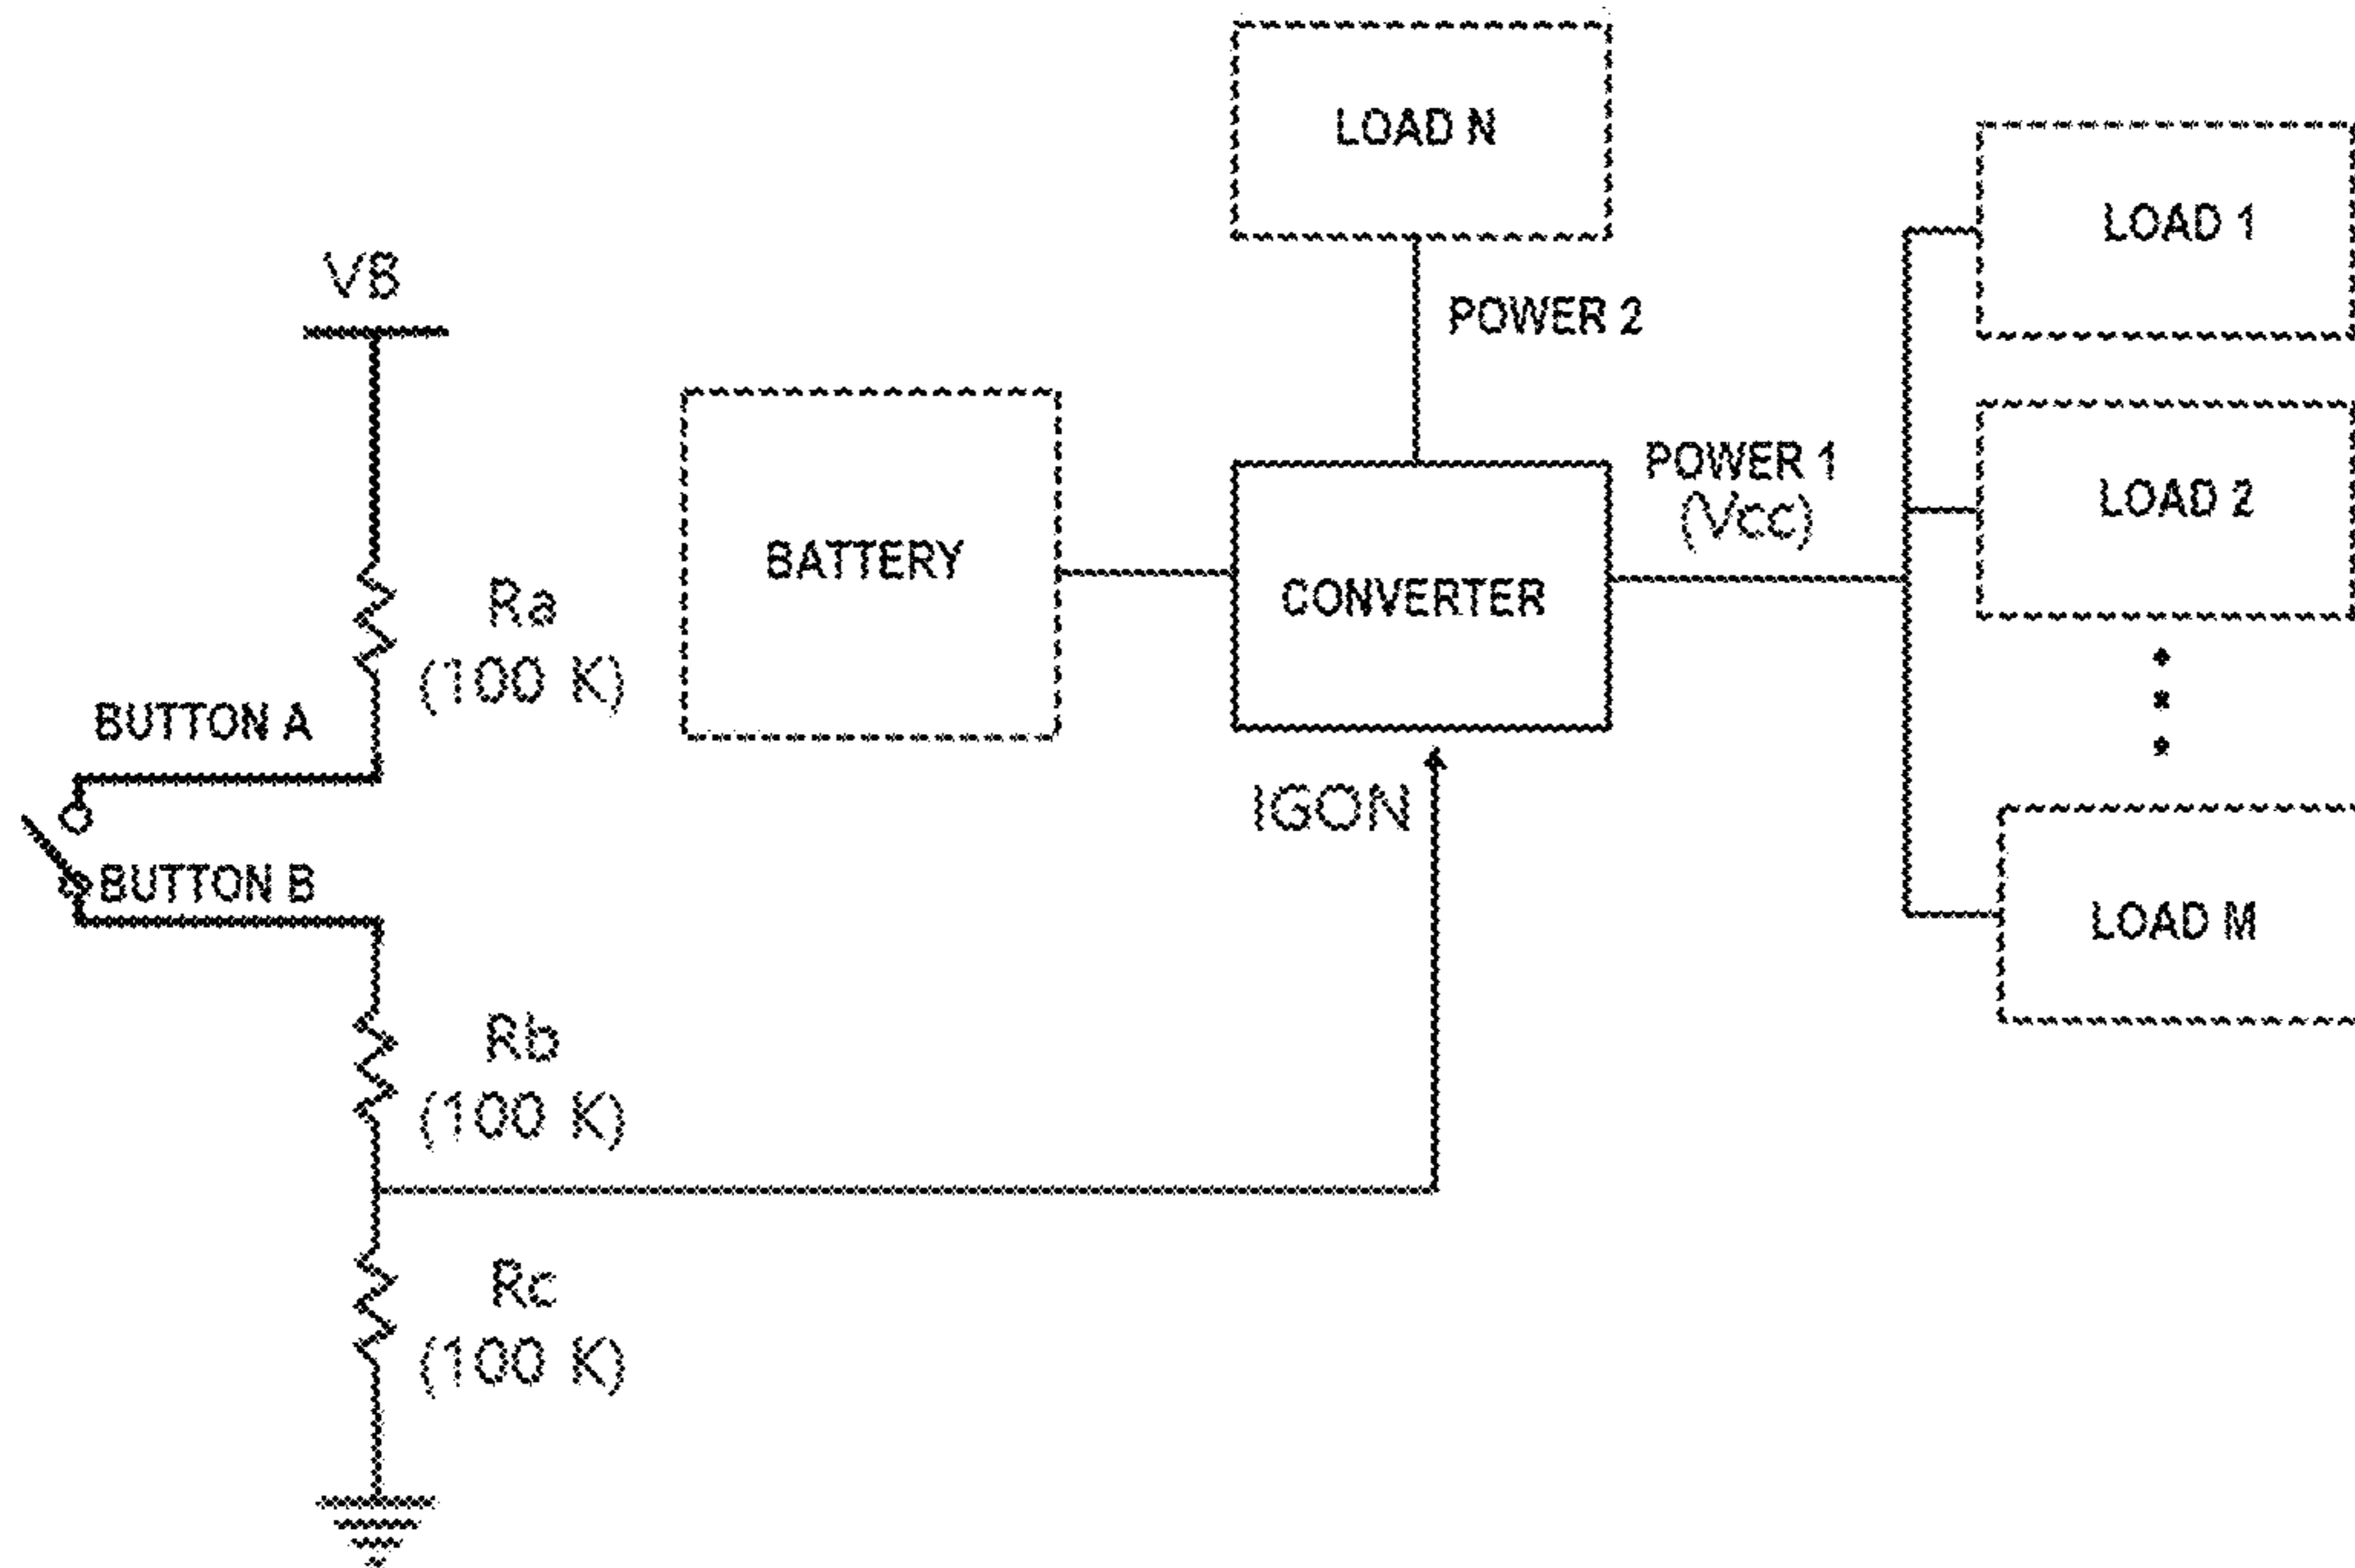 LOAD N
LOAD 1
VB
POWER 2
POWER 1
(Vcc)
LOAD 2
BATTERY
CONVERTER
Ra
(100 K)
BUTTON A
IGON
BUTTON B
LOAD M
Rb
(100 K)
Rc
(100 K)